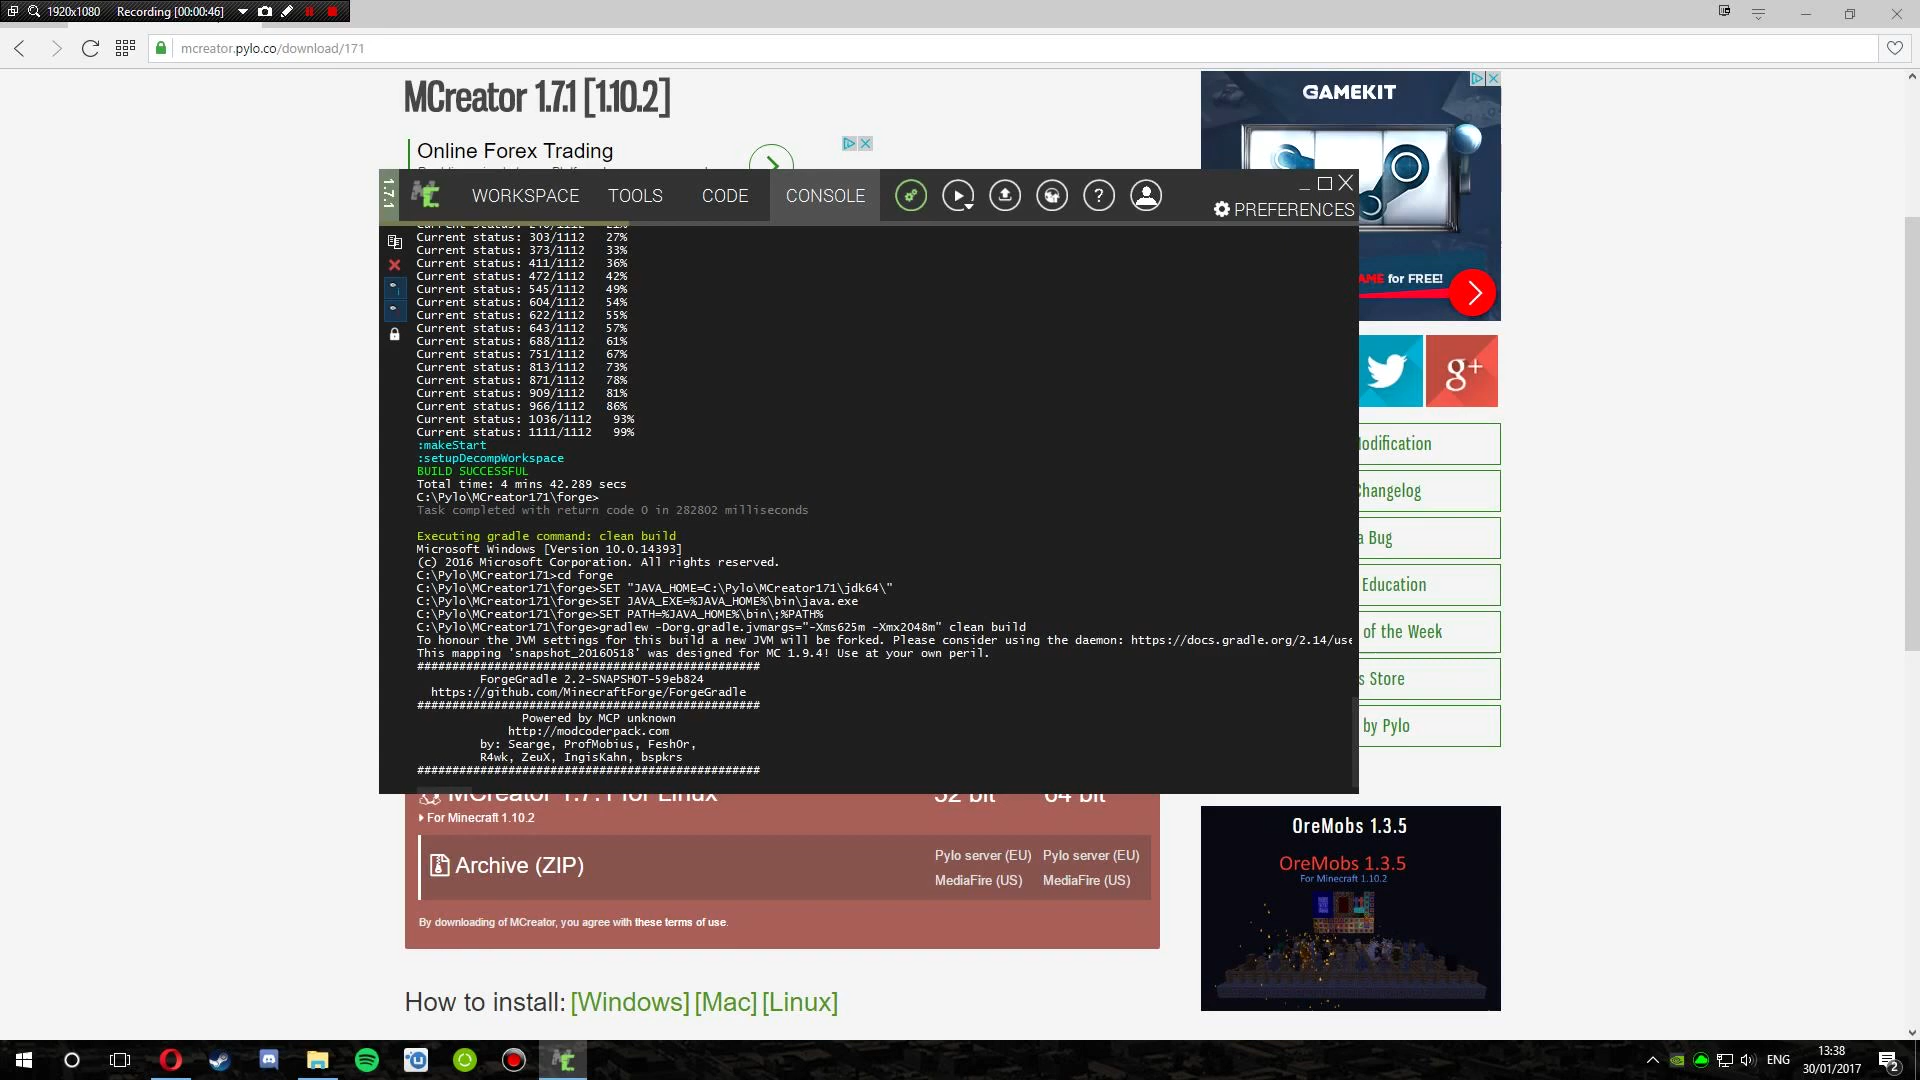 1920x1080 Recording [00:00:46]
mcreator.pylo.co/download/171
MCreator 1.7.1 [1.10.2]
Online Forex Trading
GAMEKIT
for FREE!
1.7.1
WORKSPACE TOOLS CODE CONSOLE
?
PREFERENCES
Current status: 303/1112 27%
Current status: 373/1112 33%
Current status: 411/1112 36%
Current status: 472/1112 42%
Current status: 545/1112 49%
Current status: 604/1112 54%
Current status: 622/1112 55%
Current status: 643/1112 57%
Current status: 688/1112 61%
Current status: 751/1112 67%
Current status: 813/1112 73%
Current status: 871/1112 78%
Current status: 909/1112 81%
Current status: 966/1112 86%
Current status: 1036/1112 93%
Current status: 1111/1112 99%
:makeStart
:setupDecompWorkspace
BUILD SUCCESSFUL
Total time: 4 mins 42.289 secs
C:\Pylo\MCreator171\forge>
Task completed with return code 0 in 282802 milliseconds
Executing gradle command: clean build
Microsoft Windows [Version 10.0.14393]
(c) 2016 Microsoft Corporation. All rights reserved.
C:\Pylo\MCreator171>cd forge
C:\Pylo\MCreator171\forge>SET "JAVA_HOME=C:\Pylo\MCreator171\jdk64\"
C:\Pylo\MCreator171\forge>SET JAVA_EXE=%JAVA_HOME%\bin\java.exe
C:\Pylo\MCreator171\forge>SET PATH=%JAVA_HOME%\bin\;%PATH%
C:\Pylo\MCreator171\forge>gradlew -Dorg.gradle.jvmargs="-Xms625m -Xmx2048m" clean build
To honour the JVM settings for this build a new JVM will be forked. Please consider using the daemon: https://docs.gradle.org/2.14/use
This mapping 'snapshot_20160518' was designed for MC 1.9.4! Use at your own peril.
#################################################
ForgeGradle 2.2-SNAPSHOT-59eb824
https://github.com/MinecraftForge/ForgeGradle
#################################################
Powered by MCP unknown
http://modcoderpack.com
by: Searge, ProfMobius, Fesh0r,
R4wk, ZeuX, IngisKahn, bspkrs
#################################################
g+
odification
hangelog
a Bug
Education
of the Week
s Store
by Pylo
MCreator 1.7.1 for Linux 32 bit 64 bit
For Minecraft 1.10.2
Archive (ZIP)
Pylo server (EU) Pylo server (EU)
MediaFire (US) MediaFire (US)
By downloading of MCreator, you agree with these terms of use.
OreMobs 1.3.5
OreMobs 1.3.5
For Minecraft 1.10.2
How to install: [Windows] [Mac] [Linux]
ENG
13:38
30/01/2017
2